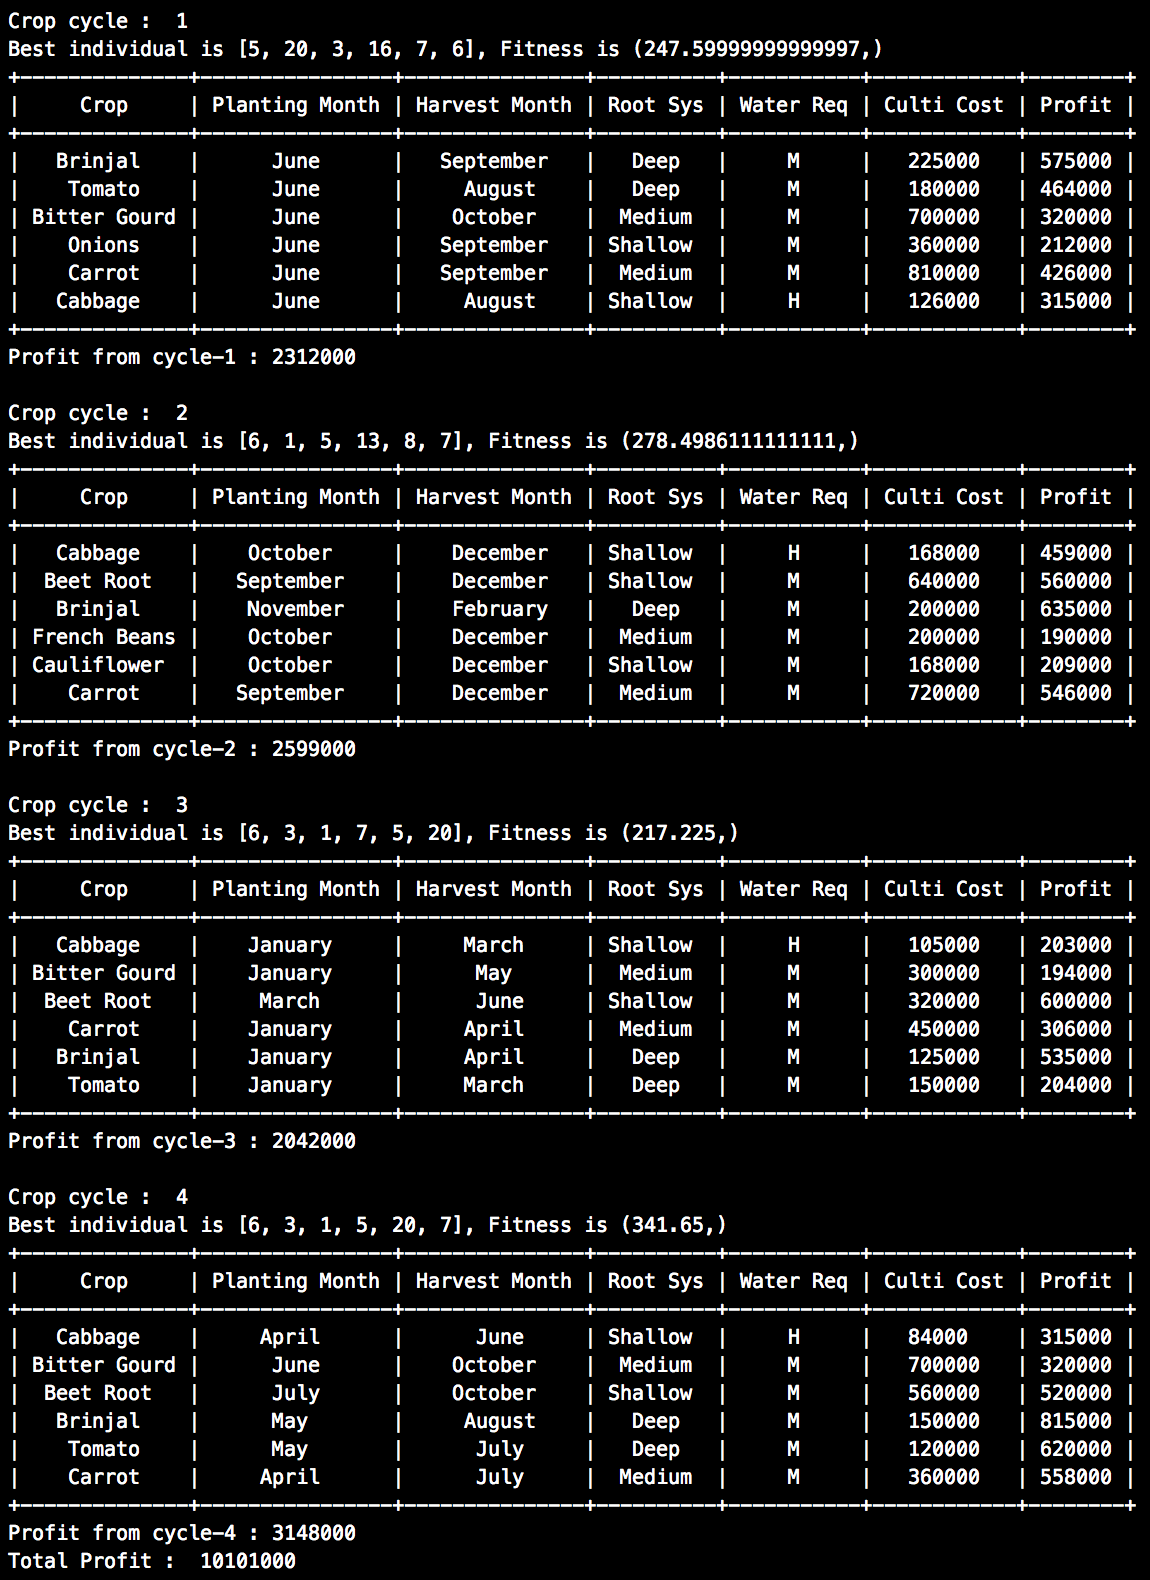 Crop cycle :  1
Best individual is [5, 20, 3, 16, 7, 6], Fitness is (247.59999999999997,)
+--------------+----------------+---------------+----------+-----------+------------+--------+
|     Crop     | Planting Month | Harvest Month | Root Sys | Water Req | Culti Cost | Profit |
+--------------+----------------+---------------+----------+-----------+------------+--------+
|   Brinjal    |      June      |   September   |   Deep   |     M     |   225000   | 575000 |
|    Tomato    |      June      |     August    |   Deep   |     M     |   180000   | 464000 |
| Bitter Gourd |      June      |    October    |  Medium  |     M     |   700000   | 320000 |
|    Onions    |      June      |   September   | Shallow  |     M     |   360000   | 212000 |
|    Carrot    |      June      |   September   |  Medium  |     M     |   810000   | 426000 |
|   Cabbage    |      June      |     August    | Shallow  |     H     |   126000   | 315000 |
+--------------+----------------+---------------+----------+-----------+------------+--------+
Profit from cycle-1 : 2312000

Crop cycle :  2
Best individual is [6, 1, 5, 13, 8, 7], Fitness is (278.4986111111111,)
+--------------+----------------+---------------+----------+-----------+------------+--------+
|     Crop     | Planting Month | Harvest Month | Root Sys | Water Req | Culti Cost | Profit |
+--------------+----------------+---------------+----------+-----------+------------+--------+
|   Cabbage    |    October     |    December   | Shallow  |     H     |   168000   | 459000 |
|  Beet Root   |   September    |    December   | Shallow  |     M     |   640000   | 560000 |
|   Brinjal    |    November    |    February   |   Deep   |     M     |   200000   | 635000 |
| French Beans |    October     |    December   |  Medium  |     M     |   200000   | 190000 |
| Cauliflower  |    October     |    December   | Shallow  |     M     |   168000   | 209000 |
|    Carrot    |   September    |    December   |  Medium  |     M     |   720000   | 546000 |
+--------------+----------------+---------------+----------+-----------+------------+--------+
Profit from cycle-2 : 2599000

Crop cycle :  3
Best individual is [6, 3, 1, 7, 5, 20], Fitness is (217.225,)
+--------------+----------------+---------------+----------+-----------+------------+--------+
|     Crop     | Planting Month | Harvest Month | Root Sys | Water Req | Culti Cost | Profit |
+--------------+----------------+---------------+----------+-----------+------------+--------+
|   Cabbage    |    January     |     March     | Shallow  |     H     |   105000   | 203000 |
| Bitter Gourd |    January     |      May      |  Medium  |     M     |   300000   | 194000 |
|  Beet Root   |     March      |      June     | Shallow  |     M     |   320000   | 600000 |
|    Carrot    |    January     |     April     |  Medium  |     M     |   450000   | 306000 |
|   Brinjal    |    January     |     April     |   Deep   |     M     |   125000   | 535000 |
|    Tomato    |    January     |     March     |   Deep   |     M     |   150000   | 204000 |
+--------------+----------------+---------------+----------+-----------+------------+--------+
Profit from cycle-3 : 2042000

Crop cycle :  4
Best individual is [6, 3, 1, 5, 20, 7], Fitness is (341.65,)
+--------------+----------------+---------------+----------+-----------+------------+--------+
|     Crop     | Planting Month | Harvest Month | Root Sys | Water Req | Culti Cost | Profit |
+--------------+----------------+---------------+----------+-----------+------------+--------+
|   Cabbage    |     April      |      June     | Shallow  |     H     |   84000    | 315000 |
| Bitter Gourd |      June      |    October    |  Medium  |     M     |   700000   | 320000 |
|  Beet Root   |      July      |    October    | Shallow  |     M     |   560000   | 520000 |
|   Brinjal    |      May       |     August    |   Deep   |     M     |   150000   | 815000 |
|    Tomato    |      May       |      July     |   Deep   |     M     |   120000   | 620000 |
|    Carrot    |     April      |      July     |  Medium  |     M     |   360000   | 558000 |
+--------------+----------------+---------------+----------+-----------+------------+--------+
Profit from cycle-4 : 3148000
Total Profit :  10101000